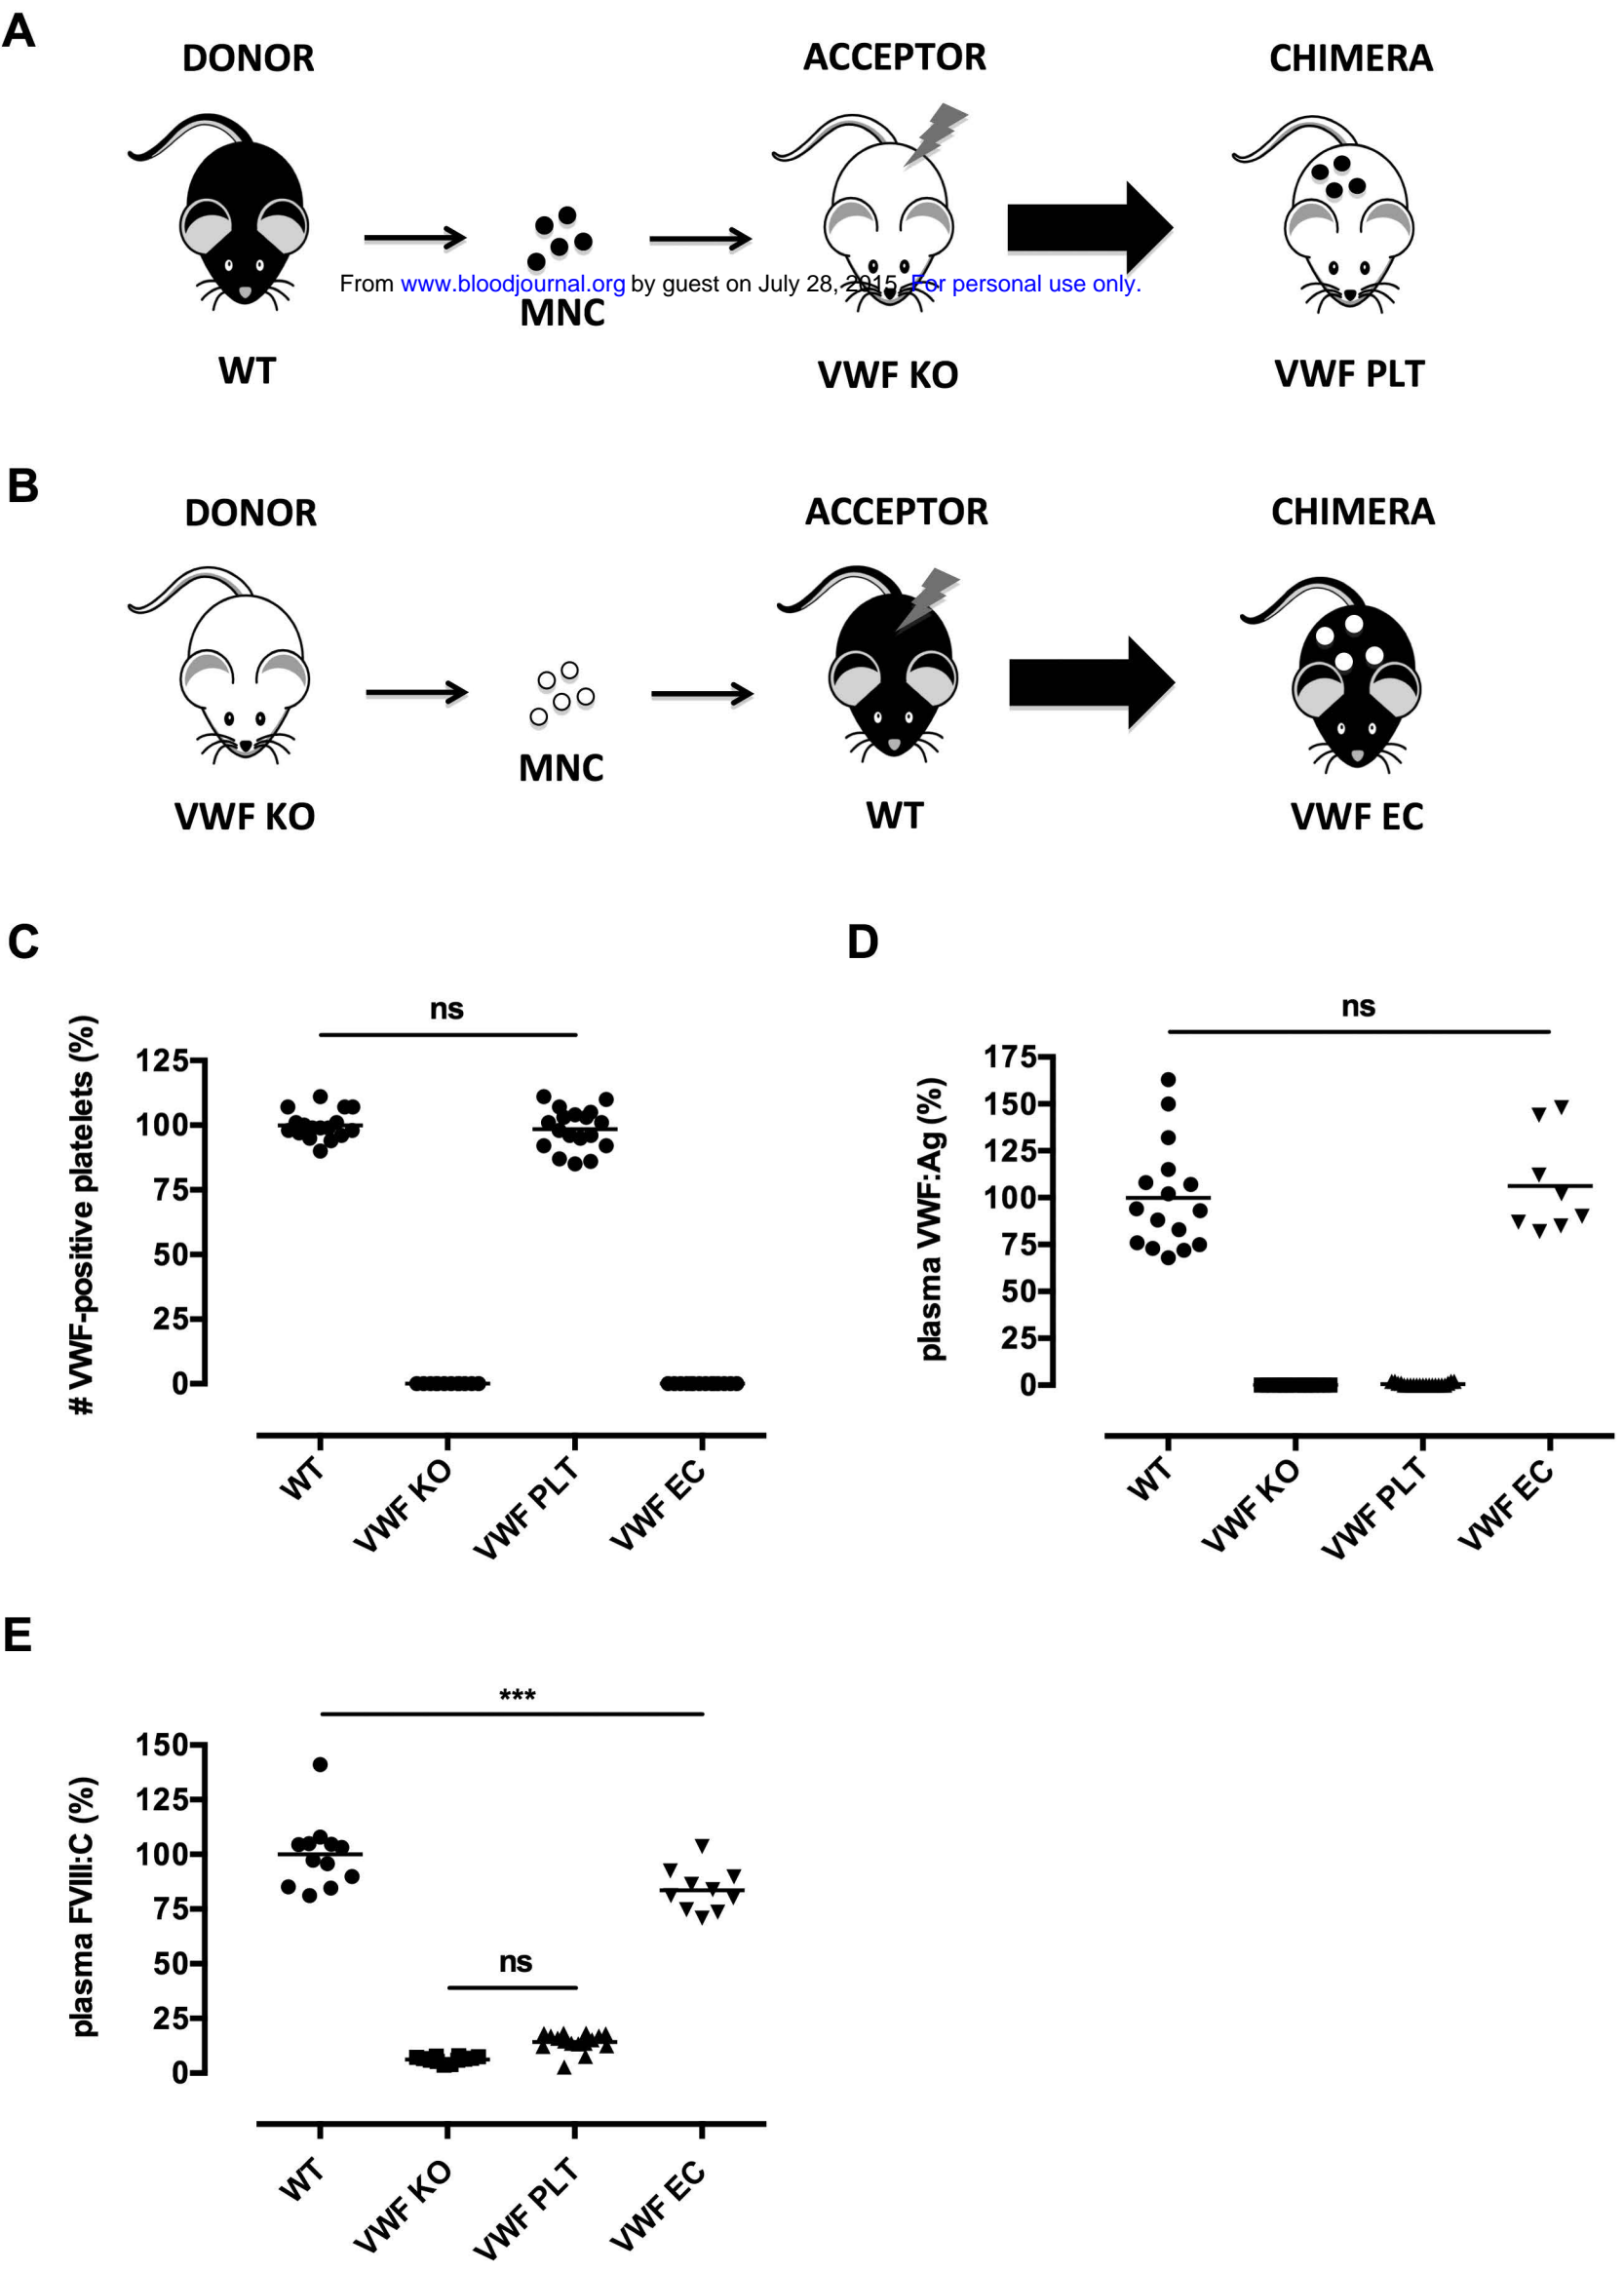 A
DONOR ACCEPTOR CHIMERA
From www.bloodjournal.org by guest on July 28, 2015. For personal use only.
MNC
WT VWF KO VWF PLT
B
DONOR ACCEPTOR CHIMERA
MNC
VWF KO WT VWF EC
C
# VWF-positive platelets (%)
ns
125
100
75
50
25
0
WT VWF KO VWF PLT VWF EC
D
plasma VWF:Ag (%)
ns
175
150
125
100
75
50
25
0
WT VWF KO VWF PLT VWF EC
E
plasma FVIII:C (%)
***
150
125
100
75
50
ns
25
0
WT VWF KO VWF PLT VWF EC